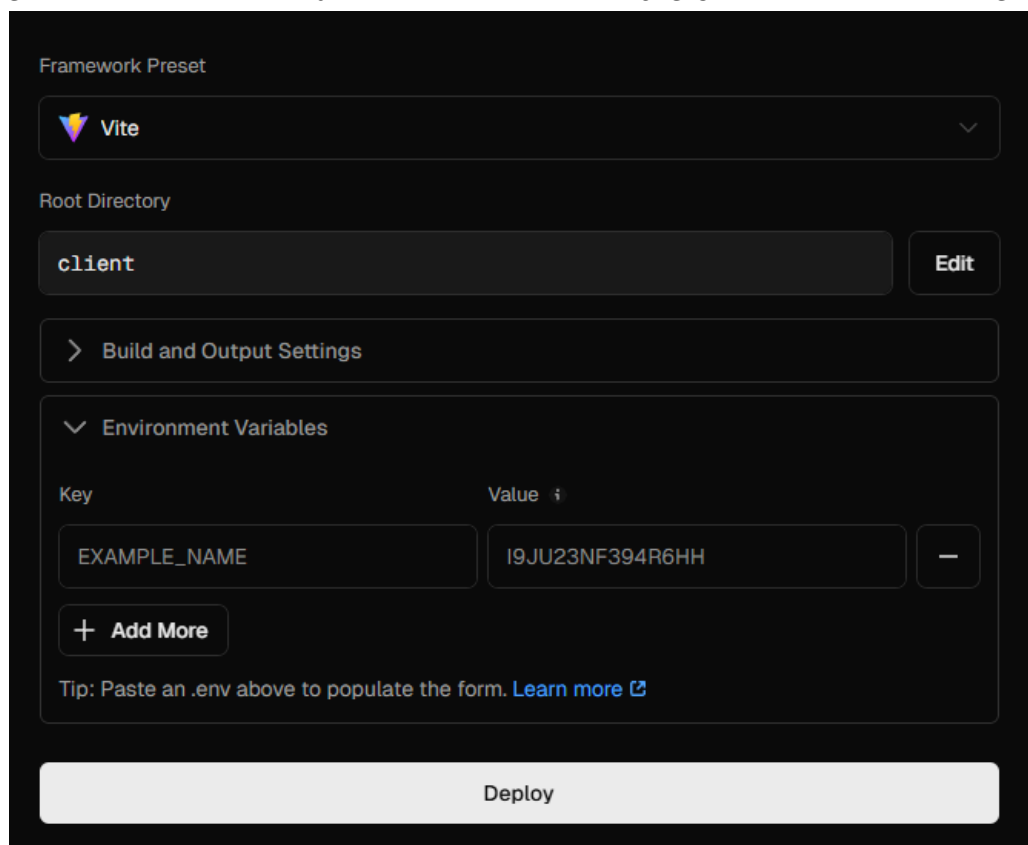 Framework Preset
Vite
Root Directory
client
Edit
Build and Output Settings
Environment Variables
Key Value i
EXAMPLE_NAME I9JU23NF394R6HH
Add More
Tip: Paste an .env above to populate the form. Learn more
Deploy